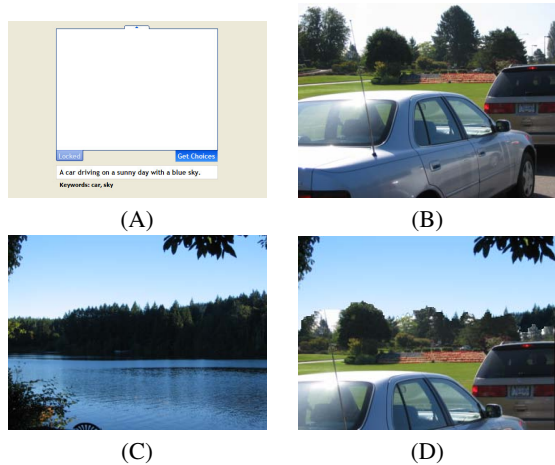 Locked
Get Choices
A car driving on a sunny day with a blue sky.
Keywords: car, sky
(A)
(B)
(C)
(D)